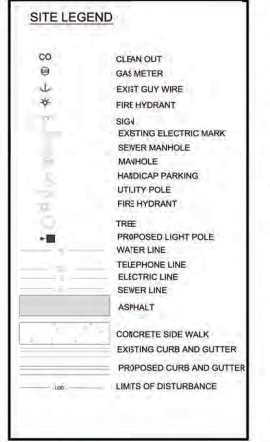 SITE LEGEND
CO CLEAN OUT
GAS METER
EXIST GUY WIRE
FIRE HYDRANT
SIGN
EXISTING ELECTRIC MARK
SEWER MANHOLE
MANHOLE
HANDICAP PARKING
UTILITY POLE
FIRE HYDRANT
TREE
PROPOSED LIGHT POLE
WATER LINE
TELEPHONE LINE
ELECTRIC LINE
SEWER LINE
ASPHALT
CONCRETE SIDE WALK
EXISTING CURB AND GUTTER
PROPOSED CURB AND GUTTER
LOD LIMTS OF DISTURBANCE